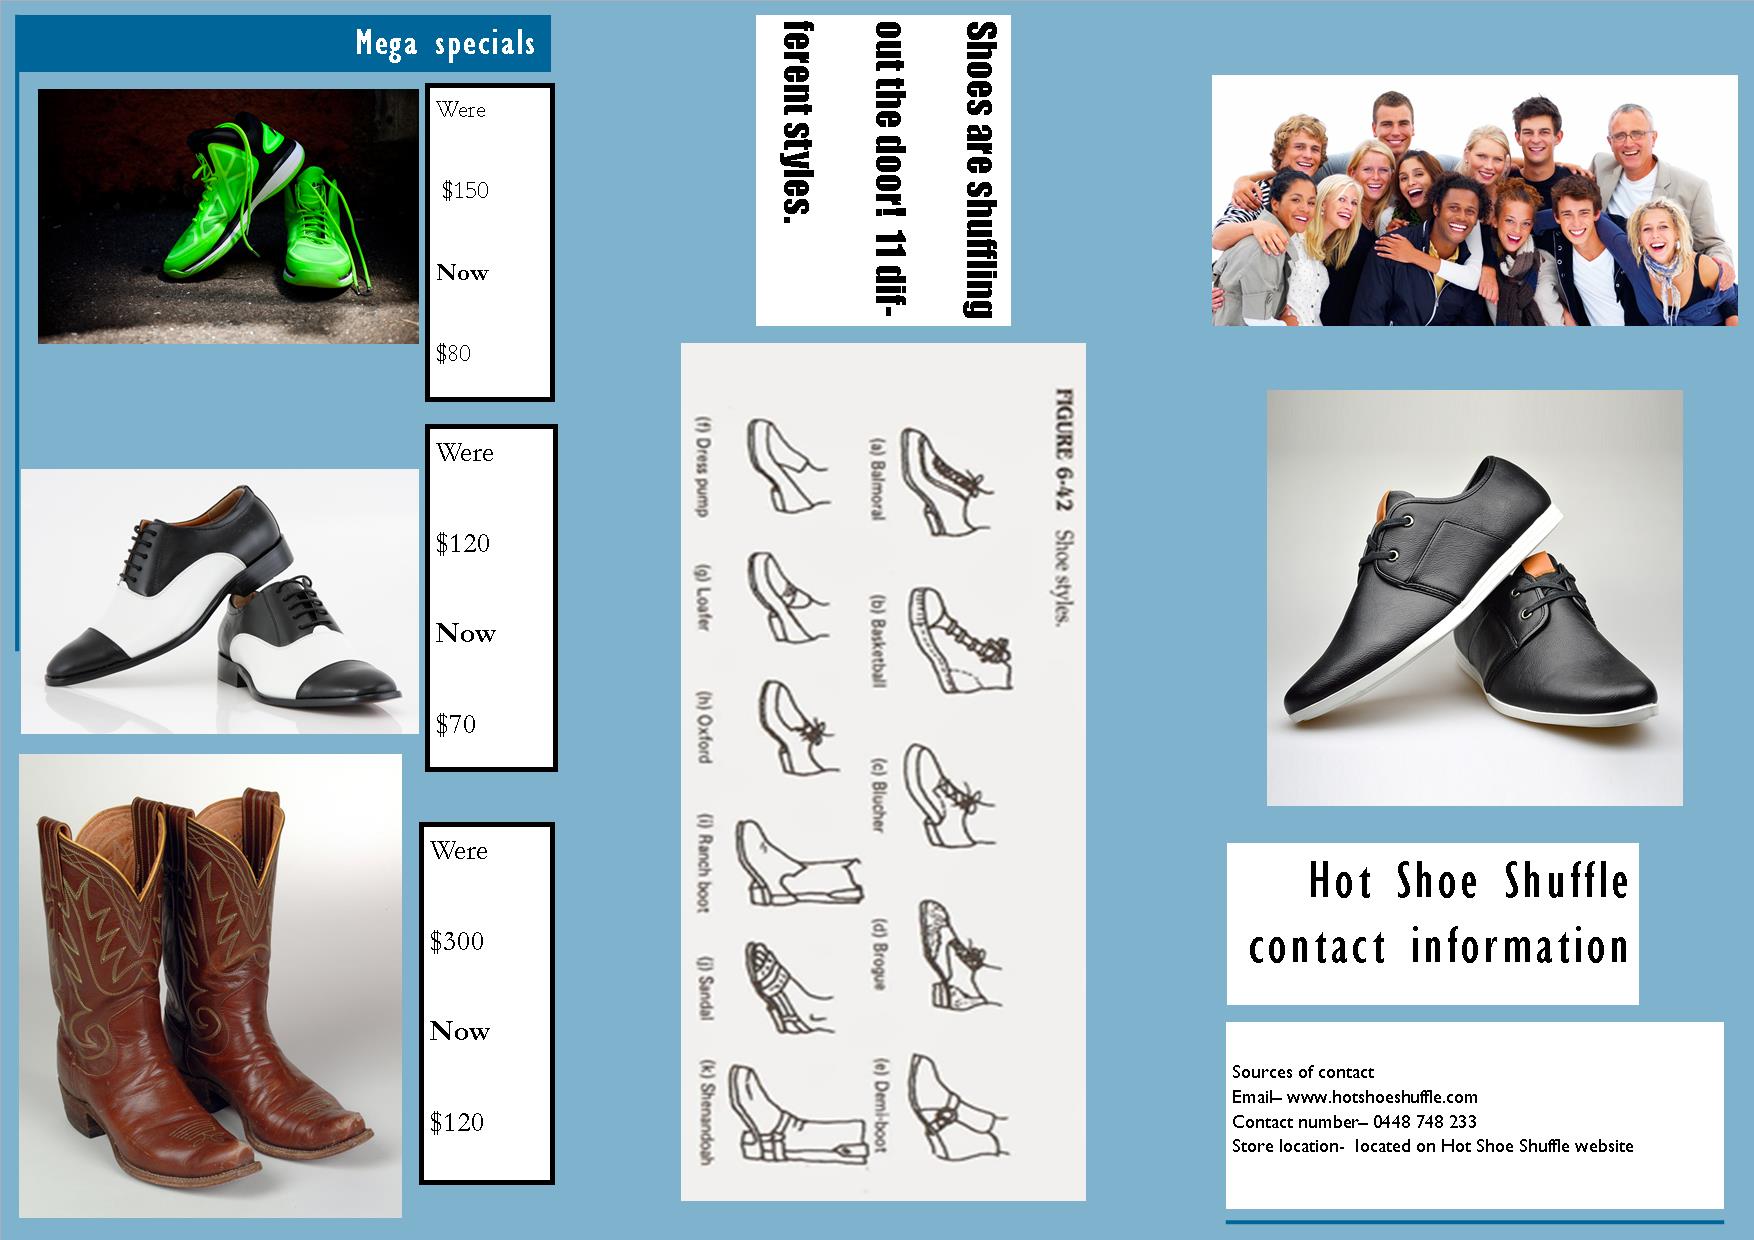 Mega specials
Were
$150
Now
$80
Were
$120
Now
$70
Were
$300
Now
$120
Shoes are shuffling
out the door! 11 dif-
ferent styles.
FIGURE 6-42 Shoe styles.
(a) Balmoral
(b) Basketball
(c) Blucher
(d) Brogue
(e) Demi-boot
(f) Dress pump
(g) Loafer
(h) Oxford
(i) Ranch boot
(j) Sandal
(k) Shenandoah
Hot Shoe Shuffle
contact information
Sources of contact
Email– www.hotshoeshuffle.com
Contact number– 0448 748 233
Store location- located on Hot Shoe Shuffle website